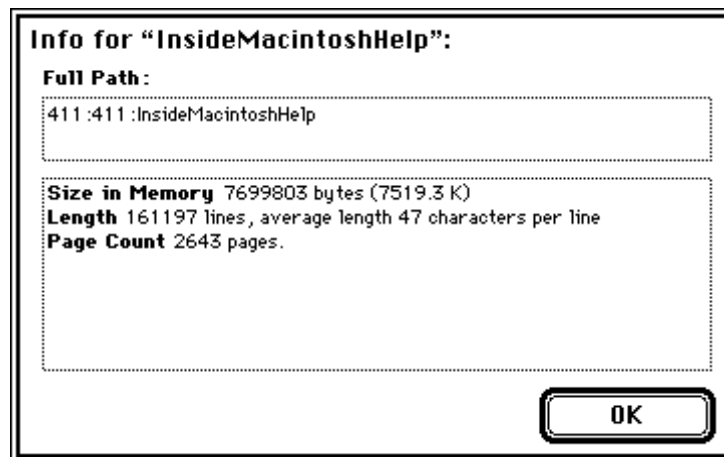 Info for “InsideMacintoshHelp”:
Full Path:
411:411:InsideMacintoshHelp
Size in Memory 7699803 bytes (7519.3 K)
Length 161197 lines, average length 47 characters per line
Page Count 2643 pages.
OK